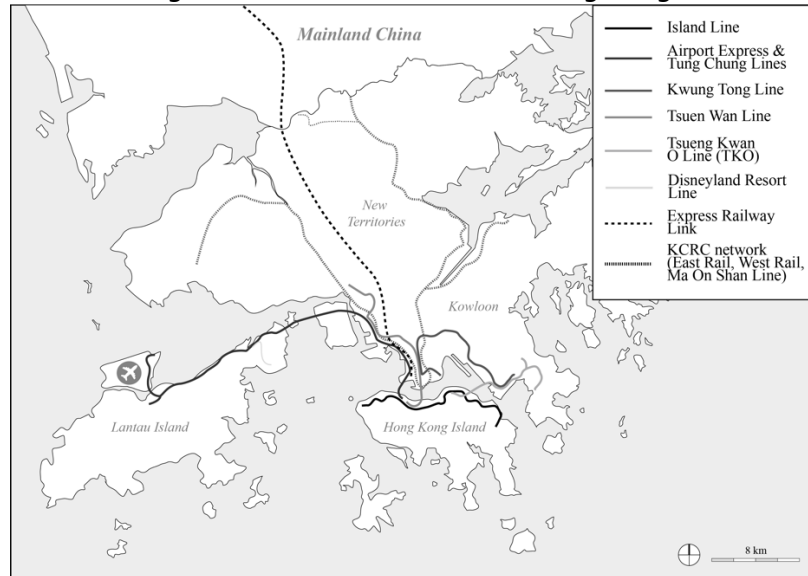 Mainland China
Island Line
Airport Express &
Tung Chung Lines
Kwung Tong Line
Tsuen Wan Line
Tsueng Kwan
O Line (TKO)
Disneyland Resort
Line
Express Railway
Link
KCRC network
(East Rail, West Rail,
Ma On Shan Line)
New
Territories
Kowloon
Lantau Island
Hong Kong Island
8 km